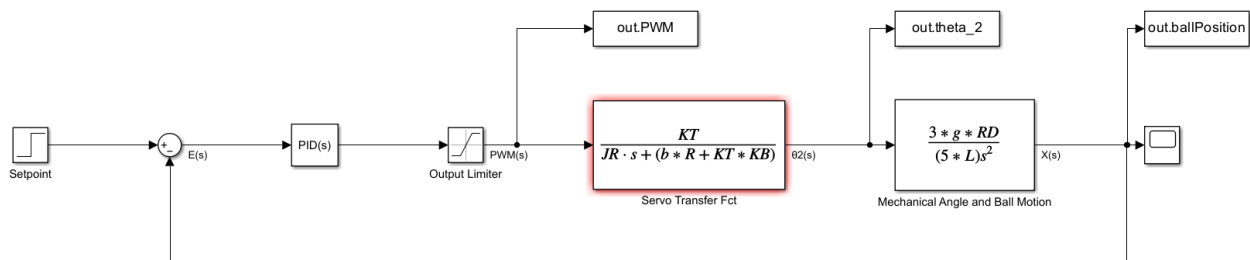 out.PWM
out.theta_2
out.ballPosition
Setpoint
+
−
E(s)
PID(s)
Output Limiter
PWM(s)
KT
JR · s + (b * R + KT * KB)
Servo Transfer Fct
θ2(s)
3 * g * RD
(5 * L)s²
Mechanical Angle and Ball Motion
X(s)